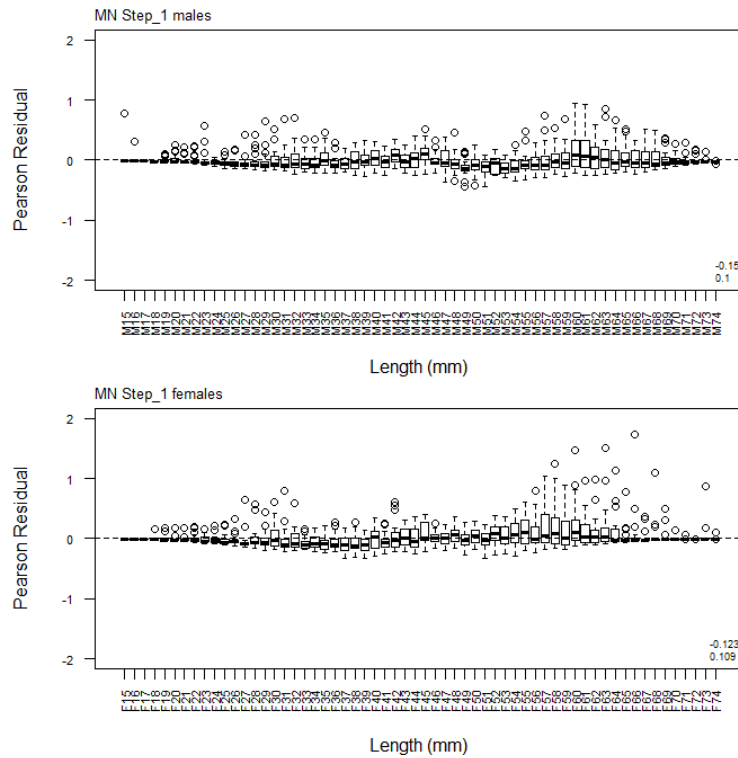 MN Step_1 males
2
1
0
-1
-2
Pearson Residual
-0.15
0.1
M15 M16 M17 M18 M19 M20 M21 M22 M23 M24 M25 M26 M27 M28 M29 M30 M31 M32 M33 M34 M35 M36 M37 M38 M39 M40 M41 M42 M43 M44 M45 M46 M47 M48 M49 M50 M51 M52 M53 M54 M55 M56 M57 M58 M59 M60 M61 M62 M63 M64 M65 M66 M67 M68 M69 M70 M71 M72 M73 M74
Length (mm)
MN Step_1 females
2
1
0
-1
-2
Pearson Residual
-0.123
0.109
F15 F16 F17 F18 F19 F20 F21 F22 F23 F24 F25 F26 F27 F28 F29 F30 F31 F32 F33 F34 F35 F36 F37 F38 F39 F40 F41 F42 F43 F44 F45 F46 F47 F48 F49 F50 F51 F52 F53 F54 F55 F56 F57 F58 F59 F60 F61 F62 F63 F64 F65 F66 F67 F68 F69 F70 F71 F72 F73 F74
Length (mm)